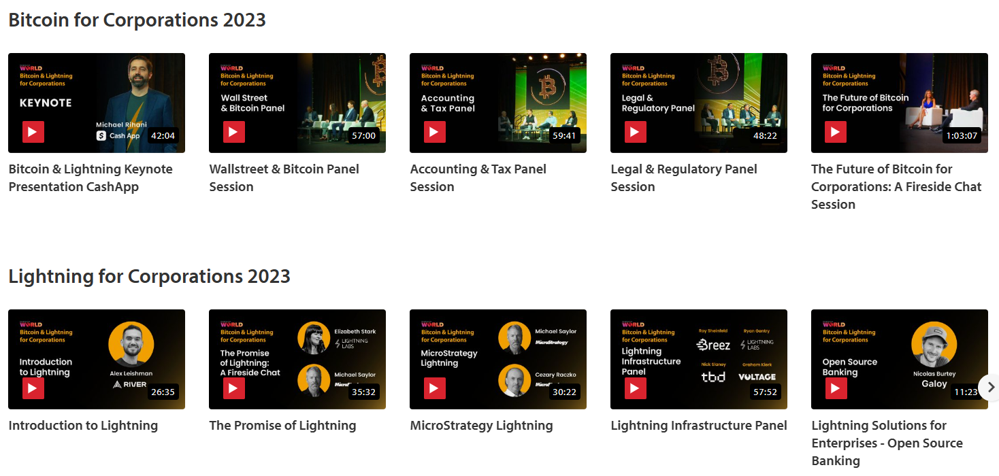 Bitcoin for Corporations 2023
WORLD
Bitcoin & Lightning
for Corporations
KEYNOTE
Michael Rihani
Cash App
42:04
Bitcoin & Lightning Keynote
Presentation CashApp
WORLD
Bitcoin & Lightning
for Corporations
Wall Street
& Bitcoin Panel
57:00
Wallstreet & Bitcoin Panel
Session
WORLD
Bitcoin & Lightning
for Corporations
Accounting
& Tax Panel
59:41
Accounting & Tax Panel
Session
WORLD
Bitcoin & Lightning
for Corporations
Legal &
Regulatory Panel
48:22
Legal & Regulatory Panel
Session
WORLD
Bitcoin & Lightning
for Corporations
The Future of Bitcoin
for Corporations
1:03:07
The Future of Bitcoin for
Corporations: A Fireside Chat
Session
Lightning for Corporations 2023
WORLD
Bitcoin & Lightning
for Corporations
Introduction
to Lightning
Alex Leishman
RIVER
26:35
Introduction to Lightning
WORLD
Bitcoin & Lightning
for Corporations
The Promise
of Lightning:
A Fireside Chat
Elizabeth Stark
LIGHTNING
LABS
Michael Saylor
35:32
The Promise of Lightning
WORLD
Bitcoin & Lightning
for Corporations
MicroStrategy
Lightning
Michael Saylor
MicroStrategy
Cezary Raczko
30:22
MicroStrategy Lightning
WORLD
Bitcoin & Lightning
for Corporations
Lightning
Infrastructure
Panel
Roy Sheinfeld
Breez
Ryan Gentry
LIGHTNING
LABS
Nick Slaney
tbd
Graham Klerk
VOLTAGE
57:52
Lightning Infrastructure Panel
WORLD
Bitcoin & Lightning
for Corporations
Open Source
Banking
Nicolas Burtey
Galoy
11:23
Lightning Solutions for
Enterprises - Open Source
Banking